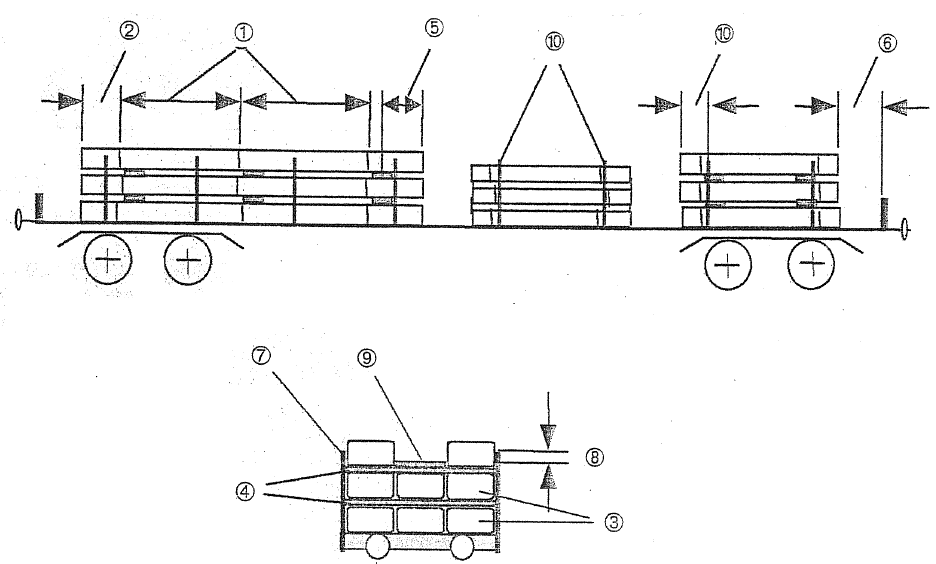 ② ① ⑤ ⑩ ⑩ ⑥
⑦ ⑨
⑧
④ ③